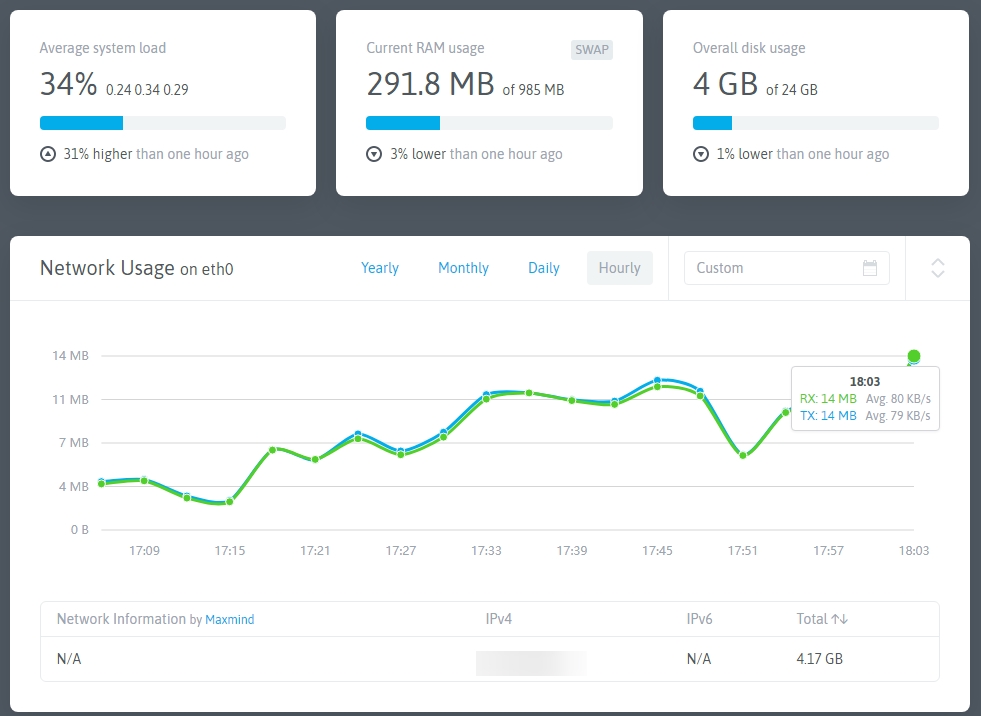 Average system load
34% 0.24 0.34 0.29
31% higher than one hour ago
Current RAM usage SWAP
291.8 MB of 985 MB
3% lower than one hour ago
Overall disk usage
4 GB of 24 GB
1% lower than one hour ago
Network Usage on eth0
Yearly Monthly Daily Hourly Custom
14 MB
11 MB
7 MB
4 MB
0 B
18:03
RX: 14 MB Avg. 80 KB/s
TX: 14 MB Avg. 79 KB/s
17:09 17:15 17:21 17:27 17:33 17:39 17:45 17:51 17:57 18:03
Network Information by Maxmind IPv4 IPv6 Total ↑↓
N/A N/A 4.17 GB